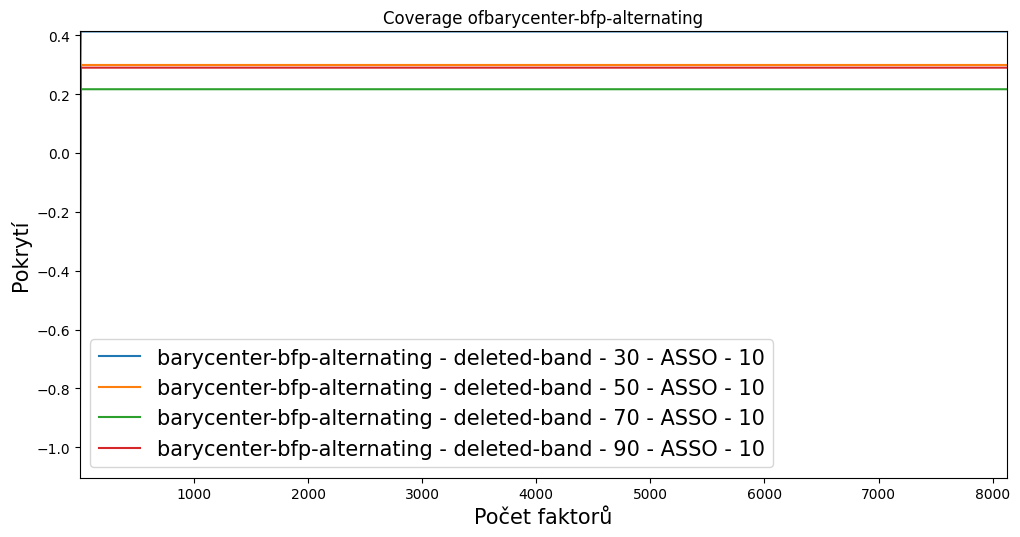 Coverage ofbarycenter-bfp-alternating
0.4
0.2
0.0
−0.2
−0.4
−0.6
−0.8
−1.0
Pokrytí
barycenter-bfp-alternating - deleted-band - 30 - ASSO - 10
barycenter-bfp-alternating - deleted-band - 50 - ASSO - 10
barycenter-bfp-alternating - deleted-band - 70 - ASSO - 10
barycenter-bfp-alternating - deleted-band - 90 - ASSO - 10
1000 2000 3000 4000 5000 6000 7000 8000
Počet faktorů